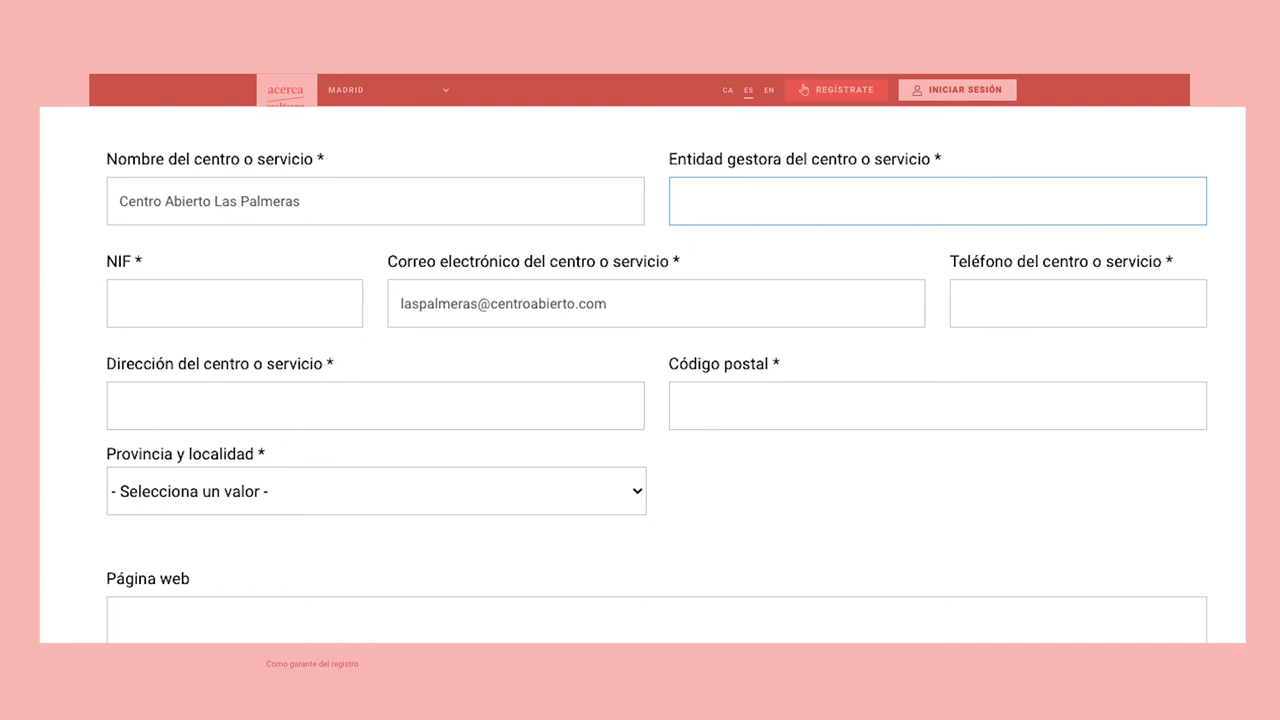 acerca
cultura
MADRID
CA ES EN
REGÍSTRATE
INICIAR SESIÓN
Nombre del centro o servicio *
Entidad gestora del centro o servicio *
Centro Abierto Las Palmeras
NIF *
Correo electrónico del centro o servicio *
Teléfono del centro o servicio *
laspalmeras@centroabierto.com
Dirección del centro o servicio *
Código postal *
Provincia y localidad *
- Selecciona un valor -
Página web
Como garante del registro